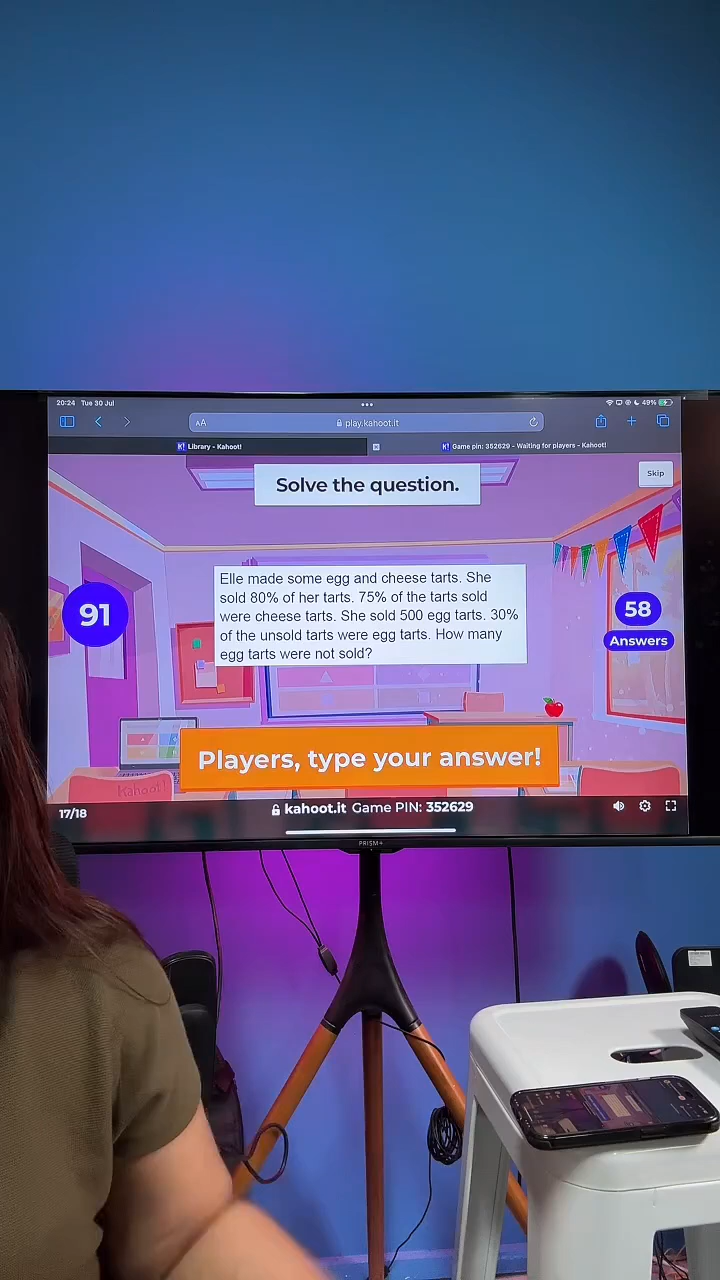 20:24 Tue 30 Jul
49%
AA
play.kahoot.it
K! Library - Kahoot!
K! Game pin: 352629 - Waiting for players - Kahoot!
Solve the question.
Skip
Elle made some egg and cheese tarts. She
sold 80% of her tarts. 75% of the tarts sold
were cheese tarts. She sold 500 egg tarts. 30%
of the unsold tarts were egg tarts. How many
egg tarts were not sold?
91
58
Answers
Players, type your answer!
Kahoot!
17/18
kahoot.it Game PIN: 352629
PRISM+